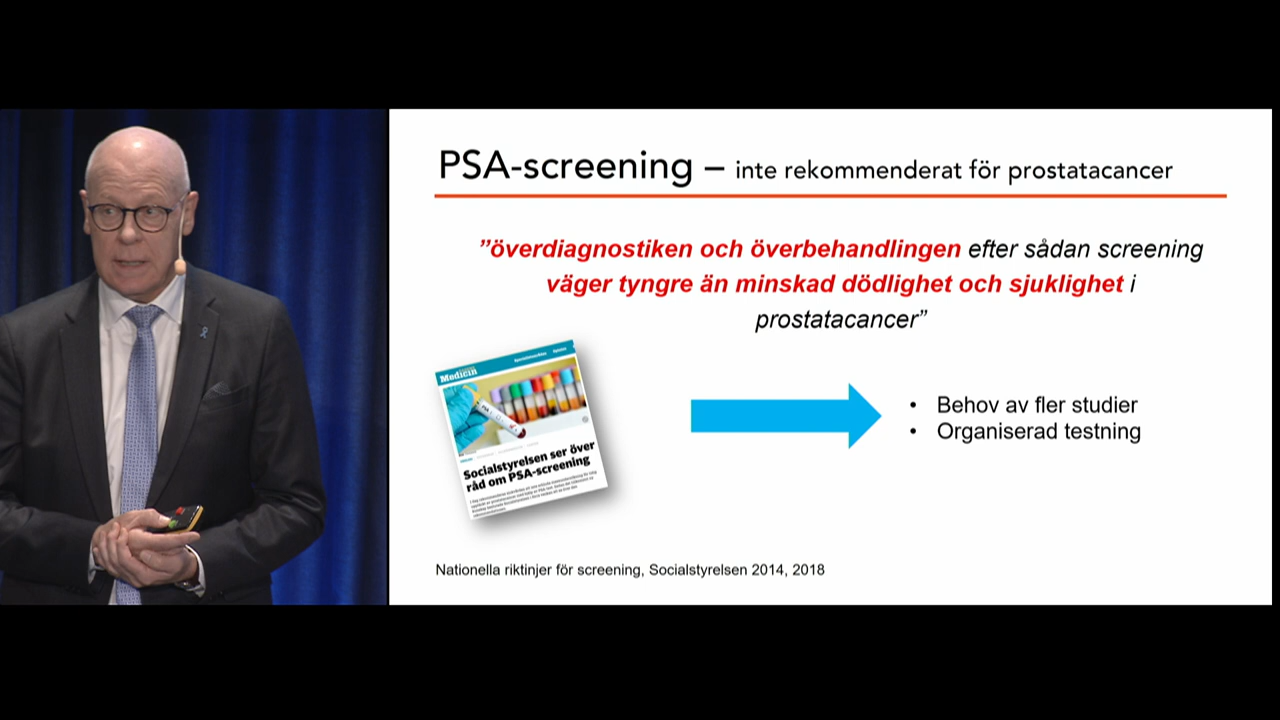 PSA-screening – inte rekommenderat för prostatacancer
”överdiagnostiken och överbehandlingen efter sådan screening
väger tyngre än minskad dödlighet och sjuklighet i
prostatacancer”
Medicin
PSA
Socialstyrelsen ser över
råd om PSA-screening
• Behov av fler studier
• Organiserad testning
Nationella riktinjer för screening, Socialstyrelsen 2014, 2018